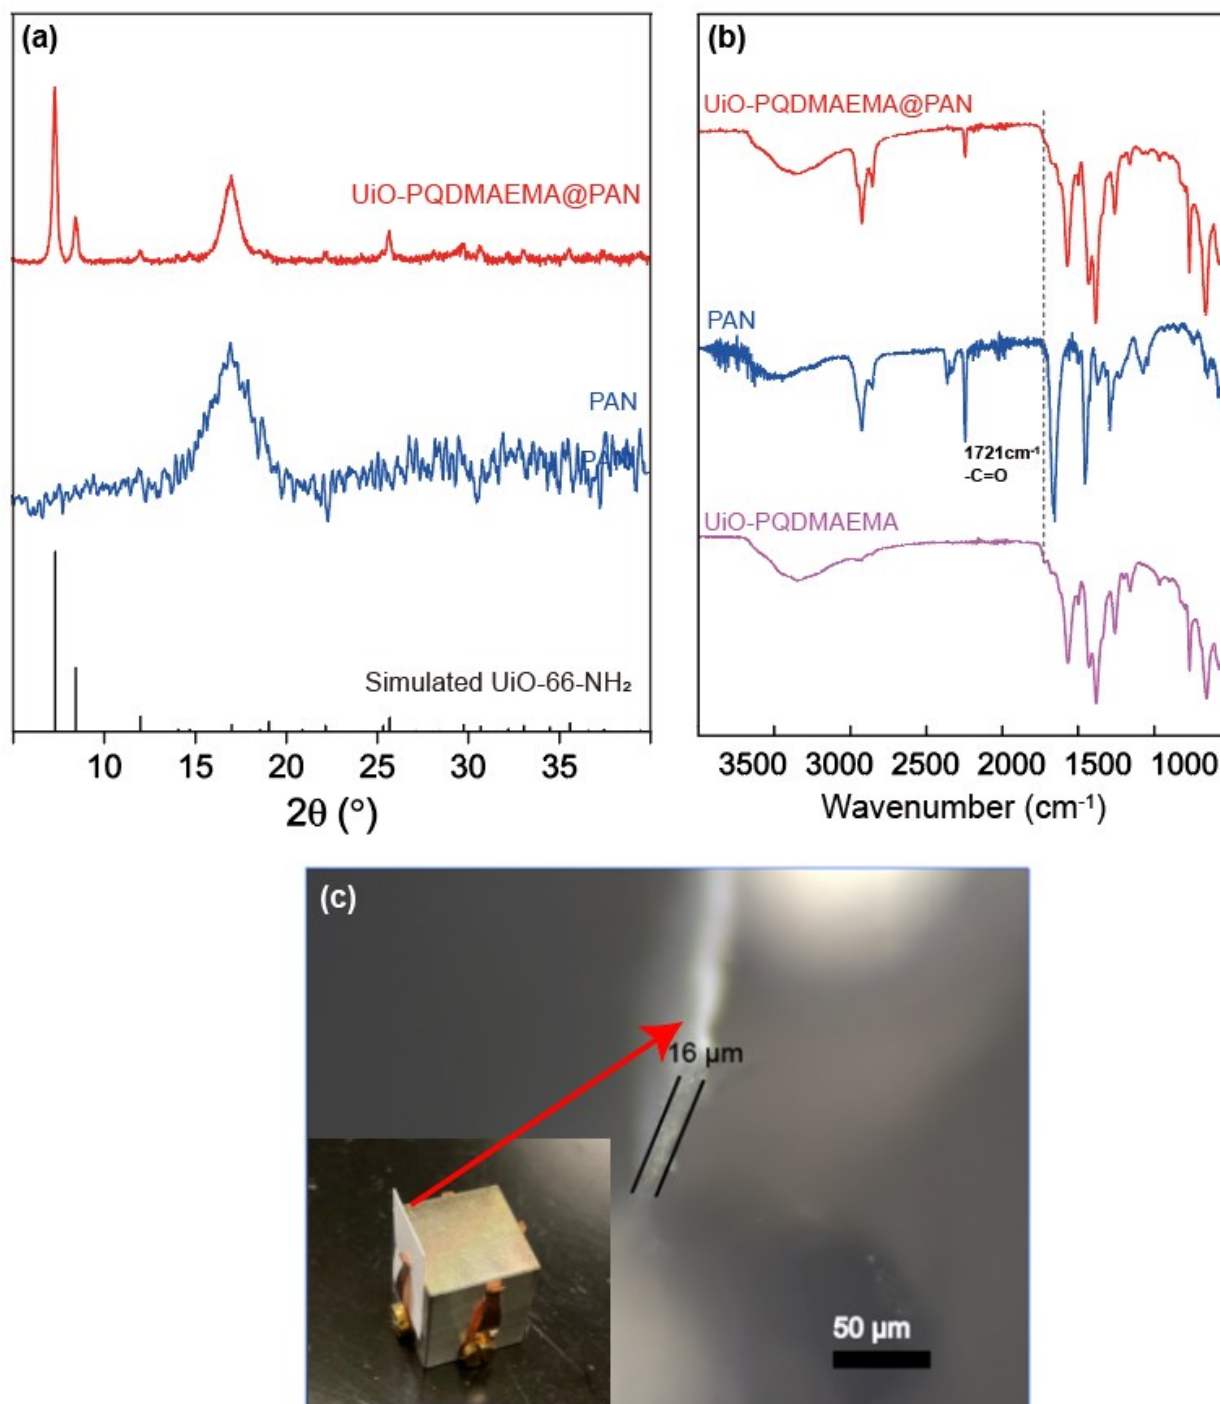 (a)
UiO-PQDMAEMA@PAN
PAN
PAN
Simulated UiO-66-NH₂
10 15 20 25 30 35
2θ (°)
(b)
UiO-PQDMAEMA@PAN
PAN
1721cm⁻¹
-C=O
UiO-PQDMAEMA
3500 3000 2500 2000 1500 1000
Wavenumber (cm⁻¹)
(c)
16 μm
50 μm